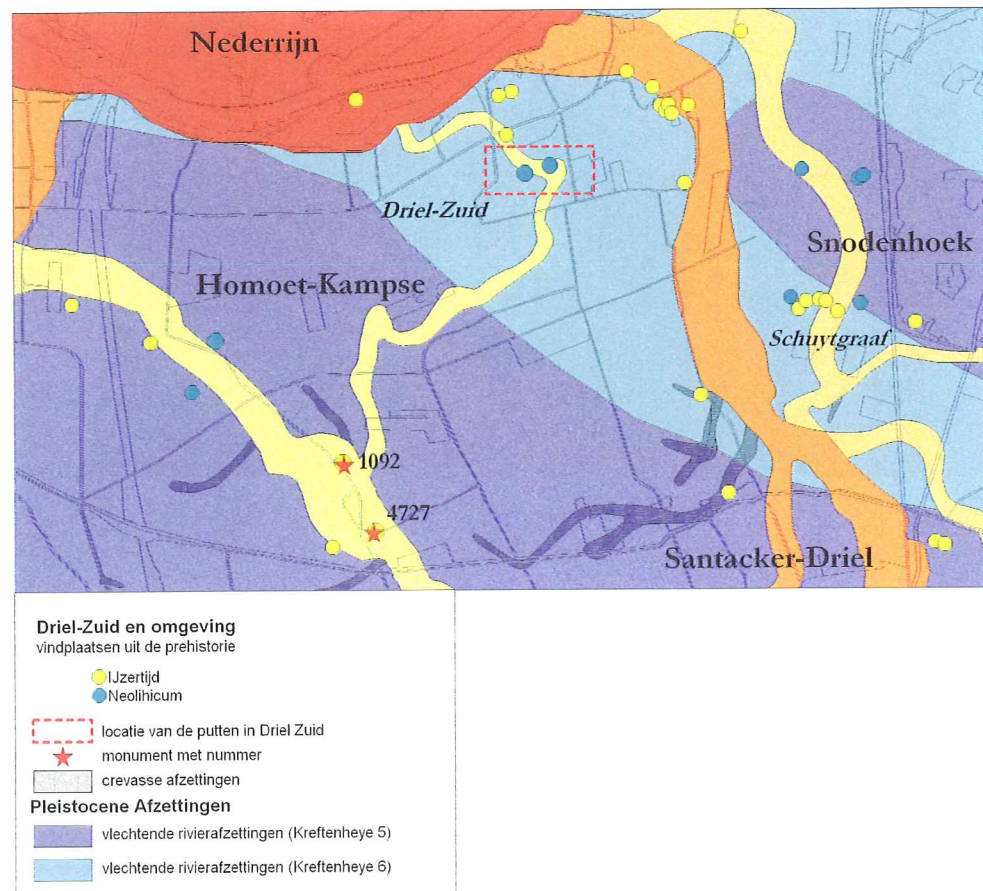 Nederrijn
Driel-Zuid
Snodenhoek
Homoet-Kampse
Schuytgraaf
1092
4727
Santacker-Driel
Driel-Zuid en omgeving
vindplaatsen uit de prehistorie
IJzertijd
Neolihicum
locatie van de putten in Driel Zuid
monument met nummer
crevasse afzettingen
Pleistocene Afzettingen
vlechtende rivierafzettingen (Kreftenheye 5)
vlechtende rivierafzettingen (Kreftenheye 6)